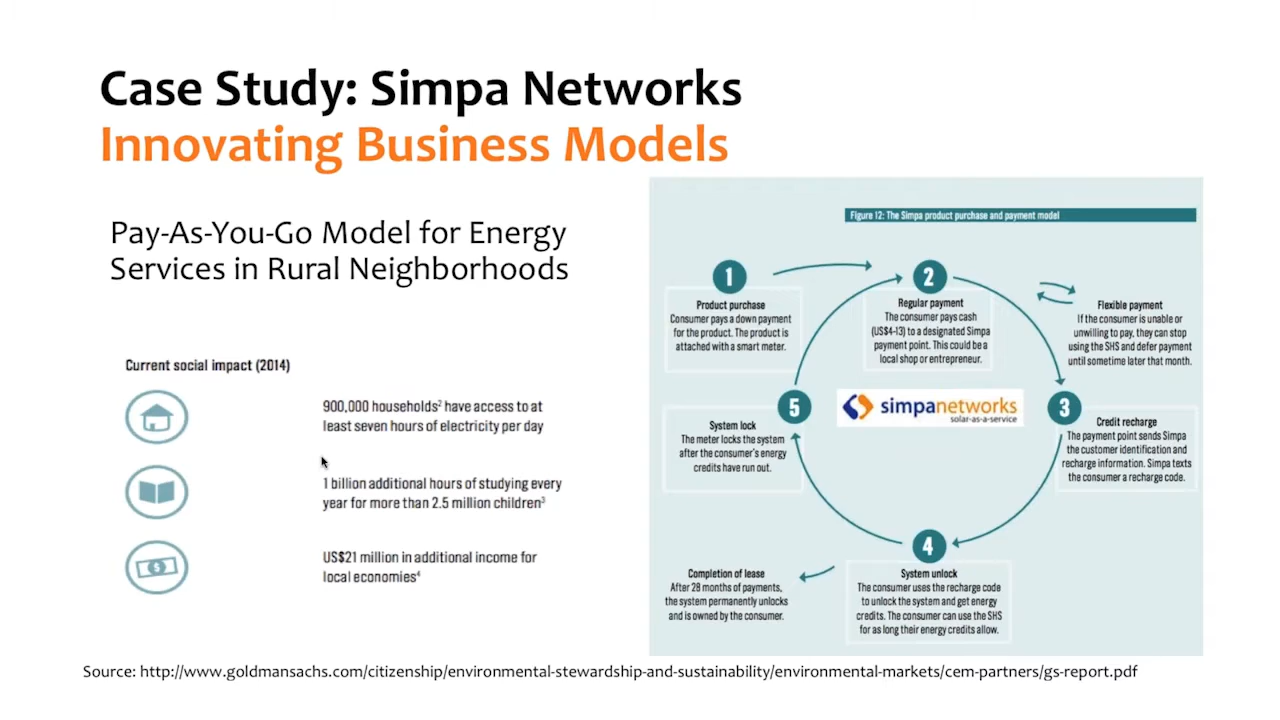 Case Study: Simpa Networks
Innovating Business Models
Pay-As-You-Go Model for Energy
Services in Rural Neighborhoods
Current social impact (2014)
900,000 households² have access to at
least seven hours of electricity per day
1 billion additional hours of studying every
year for more than 2.5 million children³
US$21 million in additional income for
local economies⁴
Figure 12: The Simpa product purchase and payment model
1
Product purchase
Consumer pays a down payment
for the product. The product is
attached with a smart meter.
2
Regular payment
The consumer pays cash
(US$4-13) to a designated Simpa
payment point. This could be a
local shop or entrepreneur.
Flexible payment
If the consumer is unable or
unwilling to pay, they can stop
using the SHS and defer payment
until sometime later that month.
3
Credit recharge
The payment point sends Simpa
the customer identification and
recharge information. Simpa texts
the consumer a recharge code.
4
System unlock
The consumer uses the recharge code
to unlock the system and get energy
credits. The consumer can use the SHS
for as long their energy credits allow.
Completion of lease
After 28 months of payments,
the system permanently unlocks
and is owned by the consumer.
5
System lock
The meter locks the system
after the consumer's energy
credits have run out.
simpanetworks
solar-as-a-service
Source: http://www.goldmansachs.com/citizenship/environmental-stewardship-and-sustainability/environmental-markets/cem-partners/gs-report.pdf